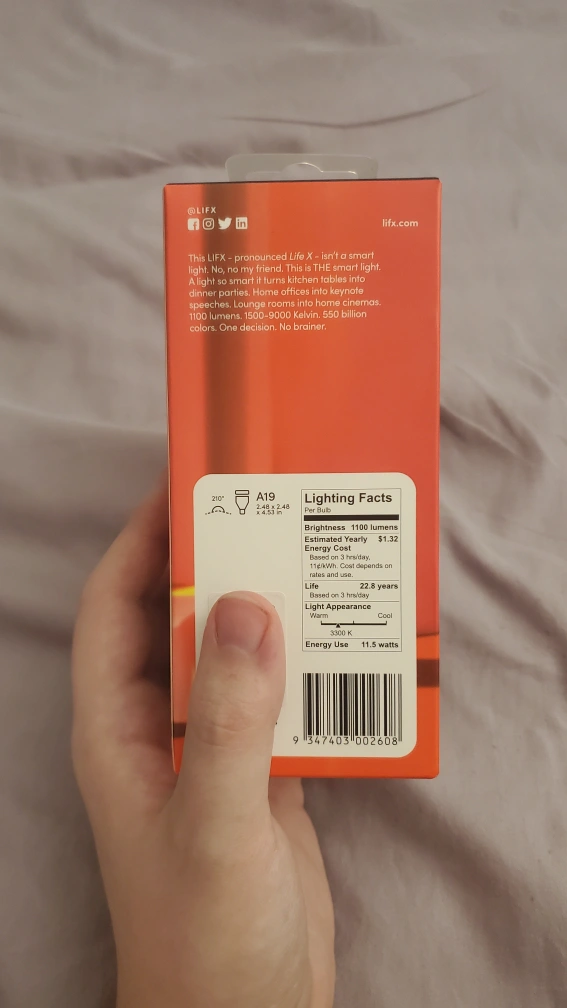 @LIFX
lifx.com
This LIFX - pronounced Life X - isn't a smart
light. No, no my friend. This is THE smart light.
A light so smart it turns kitchen tables into
dinner parties. Home offices into keynote
speeches. Lounge rooms into home cinemas.
1100 lumens. 1500-9000 Kelvin. 550 billion
colors. One decision. No brainer.
210°
A19
2.48 x 2.48
x 4.53 in
Lighting Facts
Per Bulb
Brightness 1100 lumens
Estimated Yearly $1.32
Energy Cost
Based on 3 hrs/day,
11¢/kWh. Cost depends on
rates and use.
Life 22.8 years
Based on 3 hrs/day
Light Appearance
Warm Cool
3300 K
Energy Use 11.5 watts
9 347403 002608